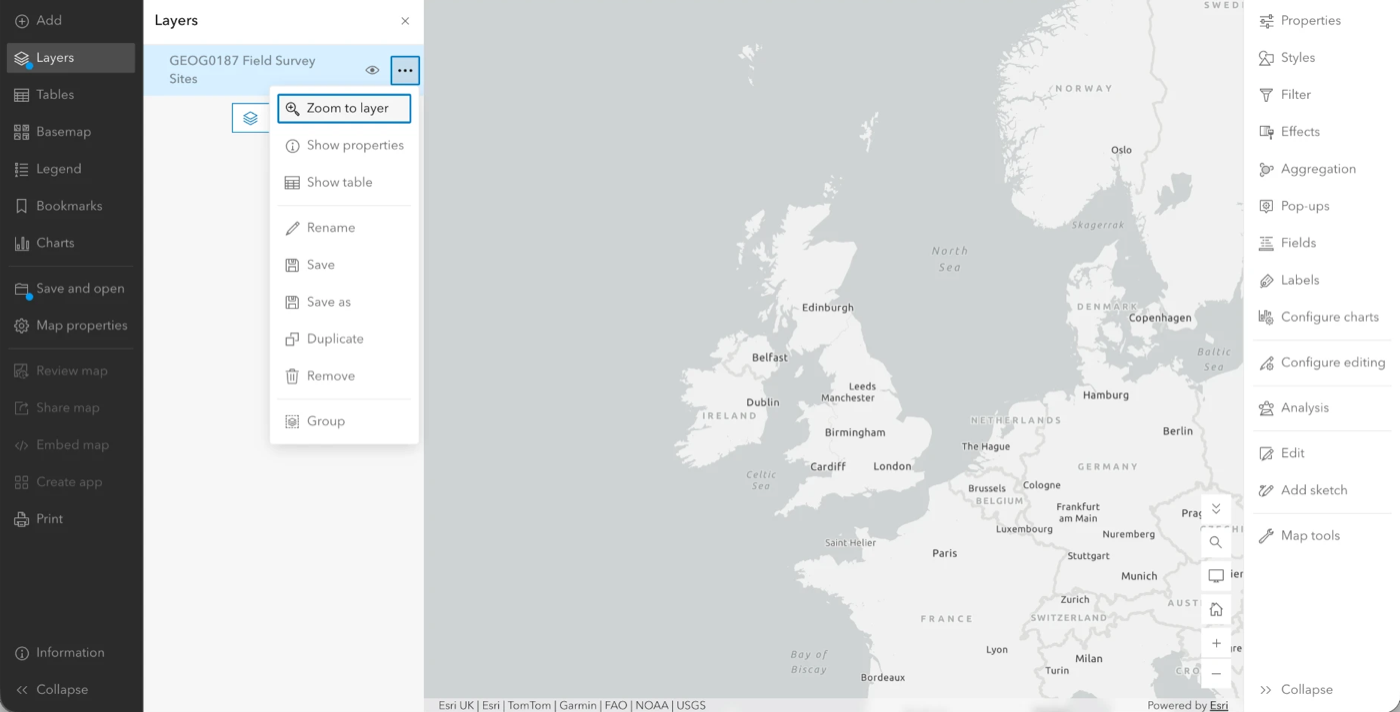 Add
Layers
Tables
Basemap
Legend
Bookmarks
Charts
Save and open
Map properties
Review map
Share map
Embed map
Create app
Print
Information
Collapse
Layers
GEOG0187 Field Survey
Sites
Zoom to layer
Show properties
Show table
Rename
Save
Save as
Duplicate
Remove
Group
SWED
NORWAY
Oslo
Skagerrak
North
Sea
Edinburgh
DENMARK
Copenhagen
Baltic
Sea
Belfast
Leeds
Manchester
Dublin
IRELAND
Hamburg
NETHERLANDS
Birmingham
The Hague
Berlin
Cardiff
London
GERMANY
Celtic
Sea
Brussels
Cologne
BELGIUM
Frankfurt
am Main
Prag
Luxembourg
Nuremberg
Saint Helier
Paris
Stuttgart
Munich
ier
Zurich
AUST
FRANCE
SWITZERLAND
Lyon
Milan
Bay of
Biscay
Turin
CRO
Bordeaux
Esri UK | Esri | TomTom | Garmin | FAO | NOAA | USGS
Powered by Esri
Properties
Styles
Filter
Effects
Aggregation
Pop-ups
Fields
Labels
Configure charts
Configure editing
Analysis
Edit
Add sketch
Map tools
Collapse